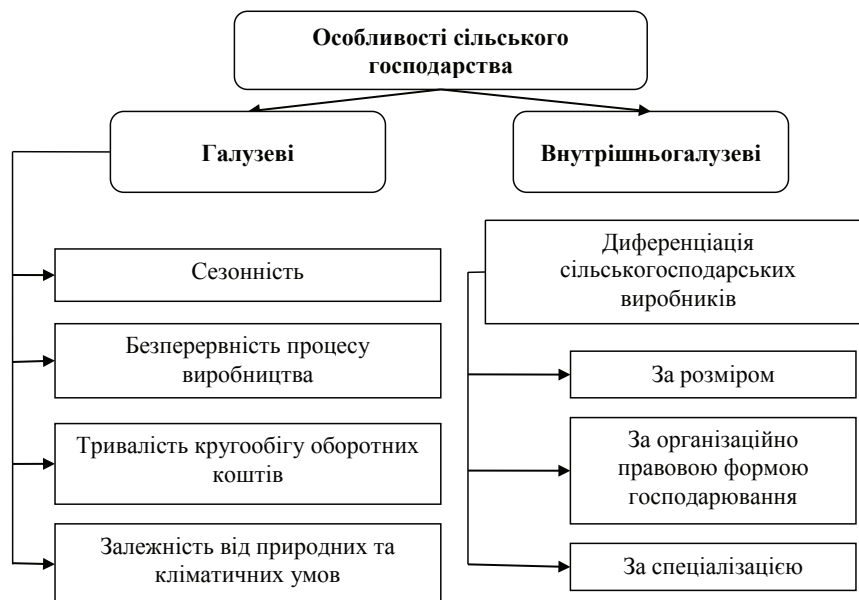 Особливості сільського
господарства
Галузеві
Внутрішньогалузеві
Сезонність
Безперервність процесу
виробництва
Тривалість кругообігу оборотних
коштів
Залежність від природних та
кліматичних умов
Диференціація
сільськогосподарських
виробників
За розміром
За організаційно
правовою формою
господарювання
За спеціалізацією